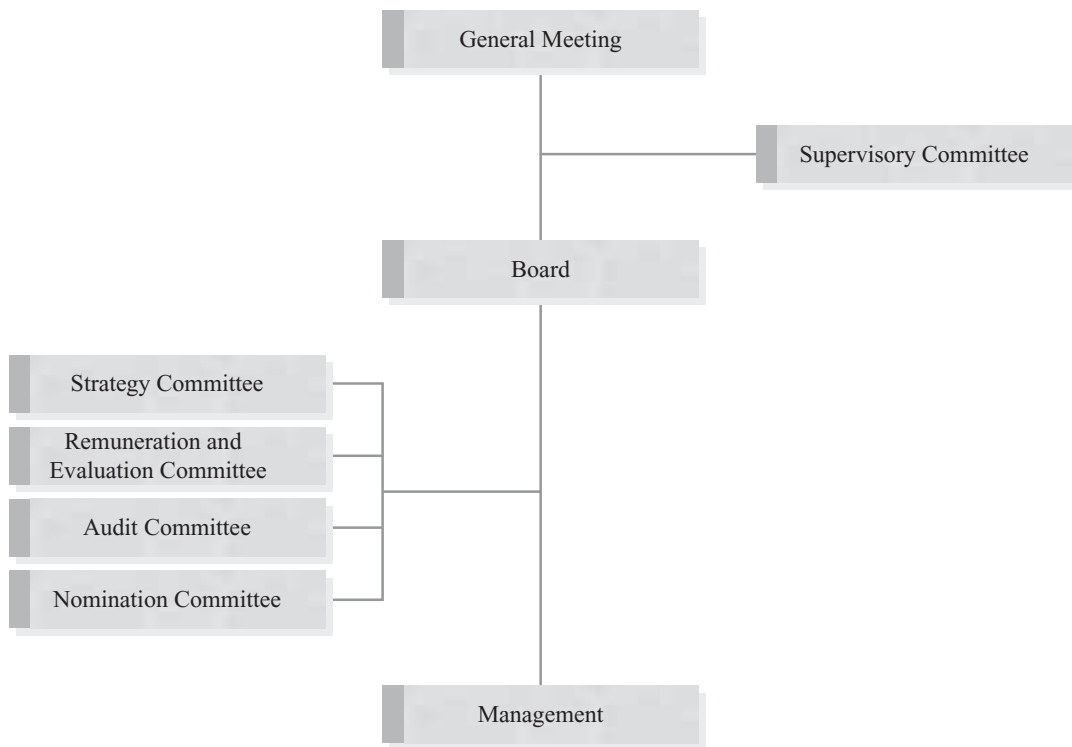 General Meeting
Supervisory Committee
Board
Strategy Committee
Remuneration and
Evaluation Committee
Audit Committee
Nomination Committee
Management